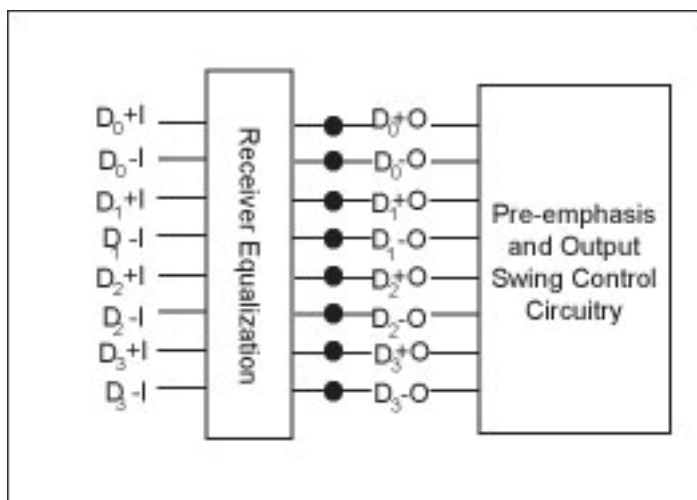 D0+I
D0-I
D1+I
D1-I
D2+I
D2-I
D3+I
D3-I
Receiver Equalization
D0+O
D0-O
D1+O
D1-O
D2+O
D2-O
D3+O
D3-O
Pre-emphasis
and Output
Swing Control
Circuitry